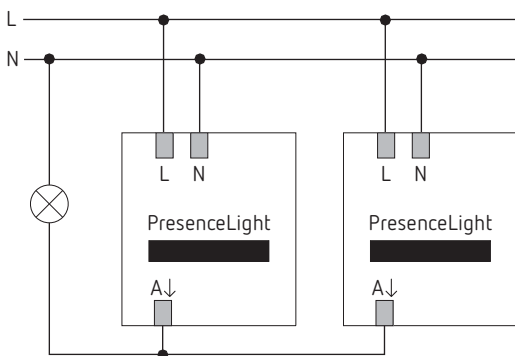 L
N
L N L N
PresenceLight PresenceLight
A↓ A↓